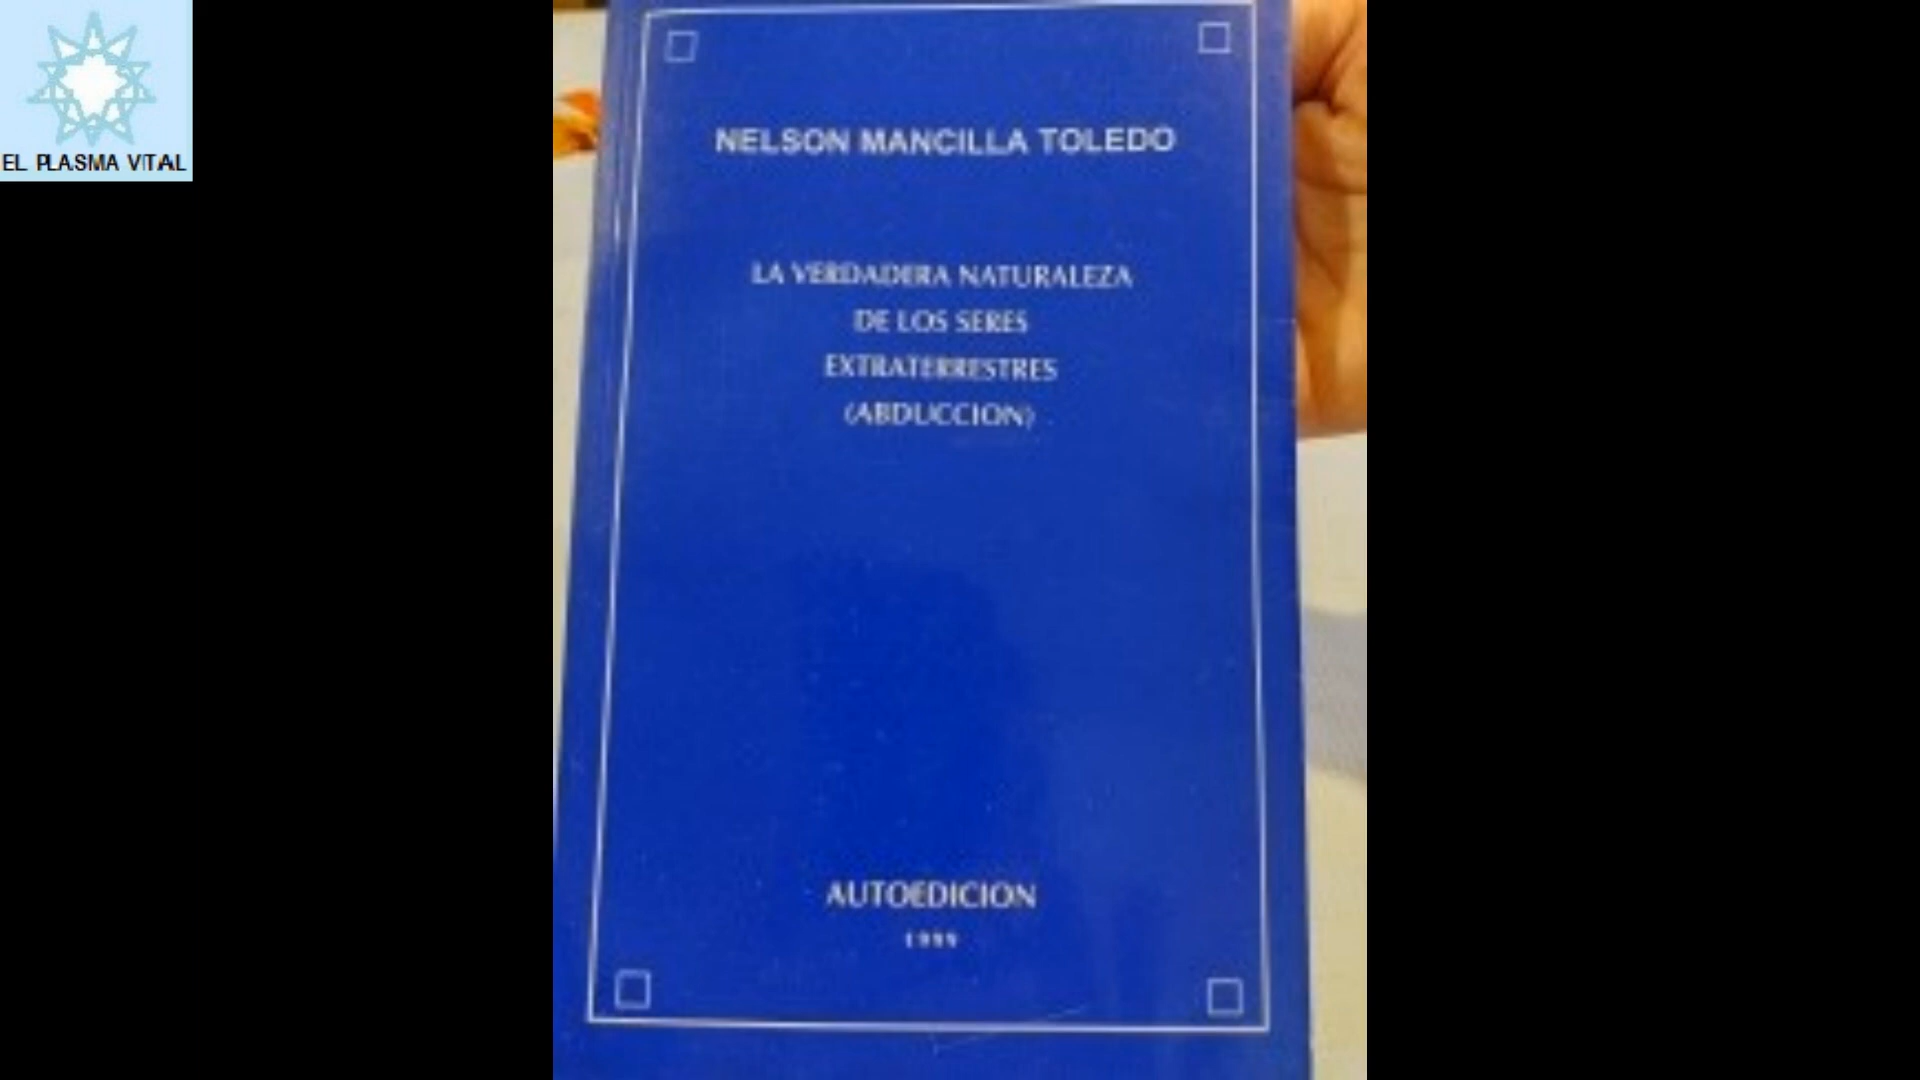 EL PLASMA VITAL
NELSON MANCILLA TOLEDO
LA VERDADERA NATURALEZA
DE LOS SERES
EXTRATERRESTRES
(ABDUCCION)
AUTOEDICION
1999